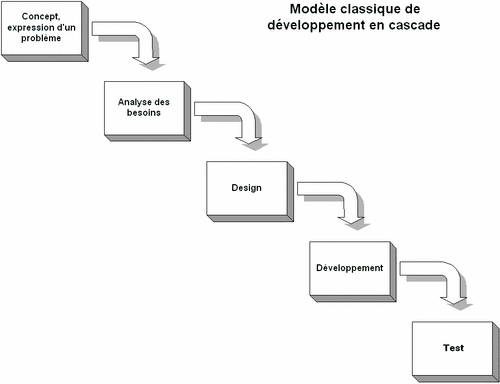 Modèle classique de
développement en cascade
Concept,
expression d'un
problème
Analyse des
besoins
Design
Développement
Test